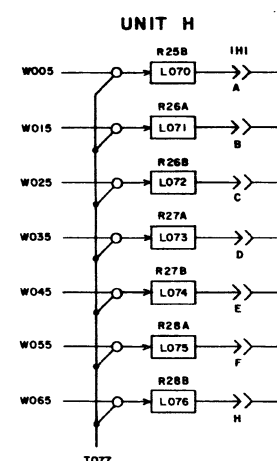 UNIT H
R25B IHI
W005 L070
A
R26A
W015 L071
B
R26B
W025 L072
C
R27A
W035 L073
D
R27B
W045 L074
E
R28A
W055 L075
F
R28B
W065 L076
H
T077